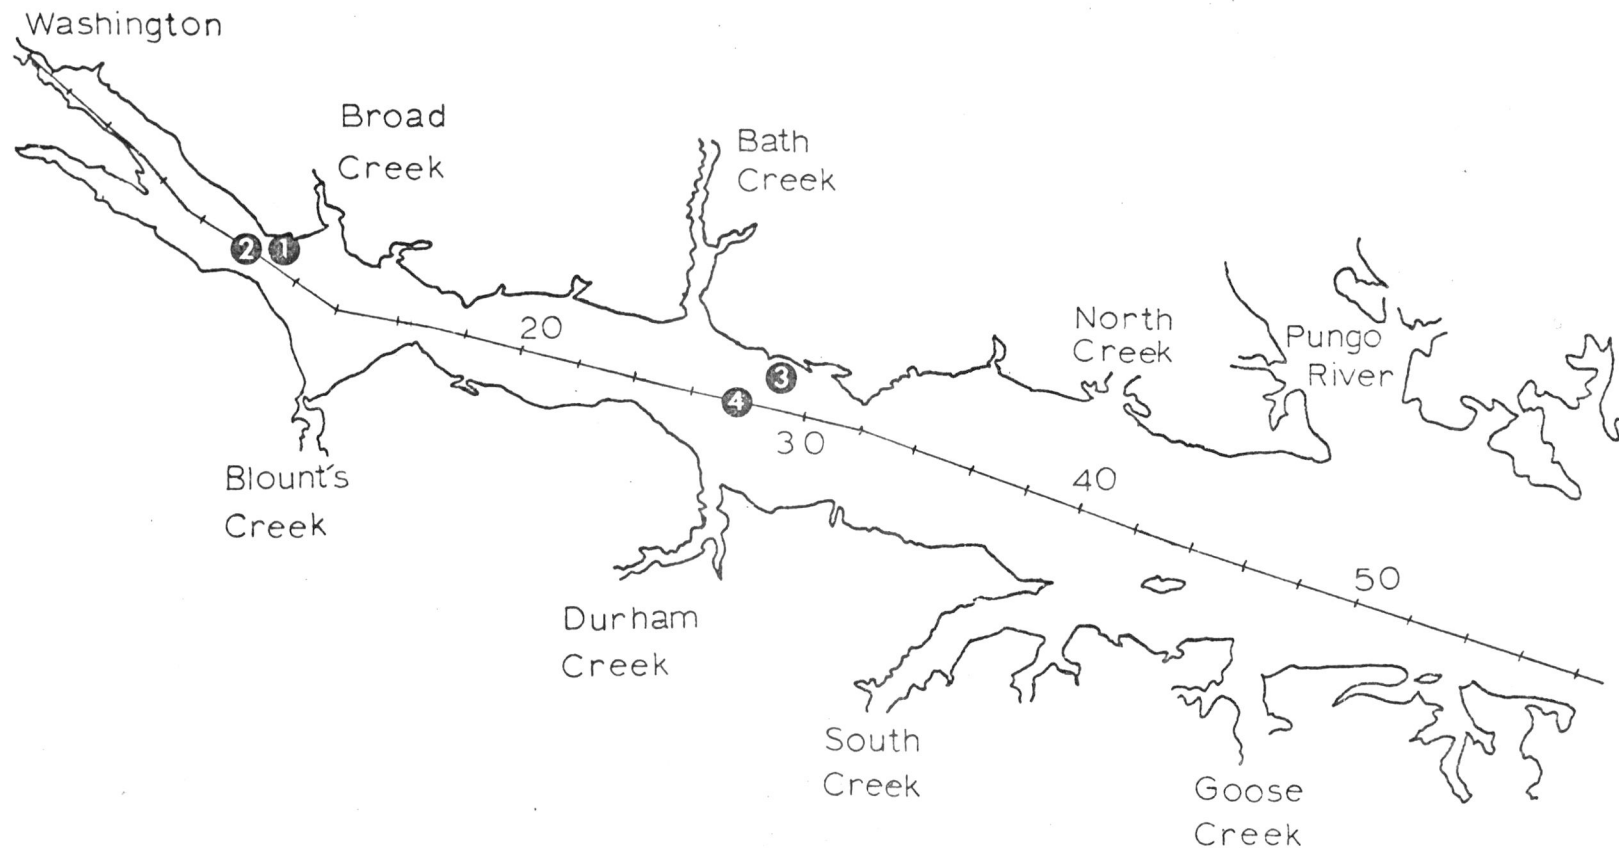 Washington
Broad
Creek
Bath
Creek
2
1
20
North
Creek
Pungo
River
3
4
30
40
Blount's
Creek
50
Durham
Creek
South
Creek
Goose
Creek